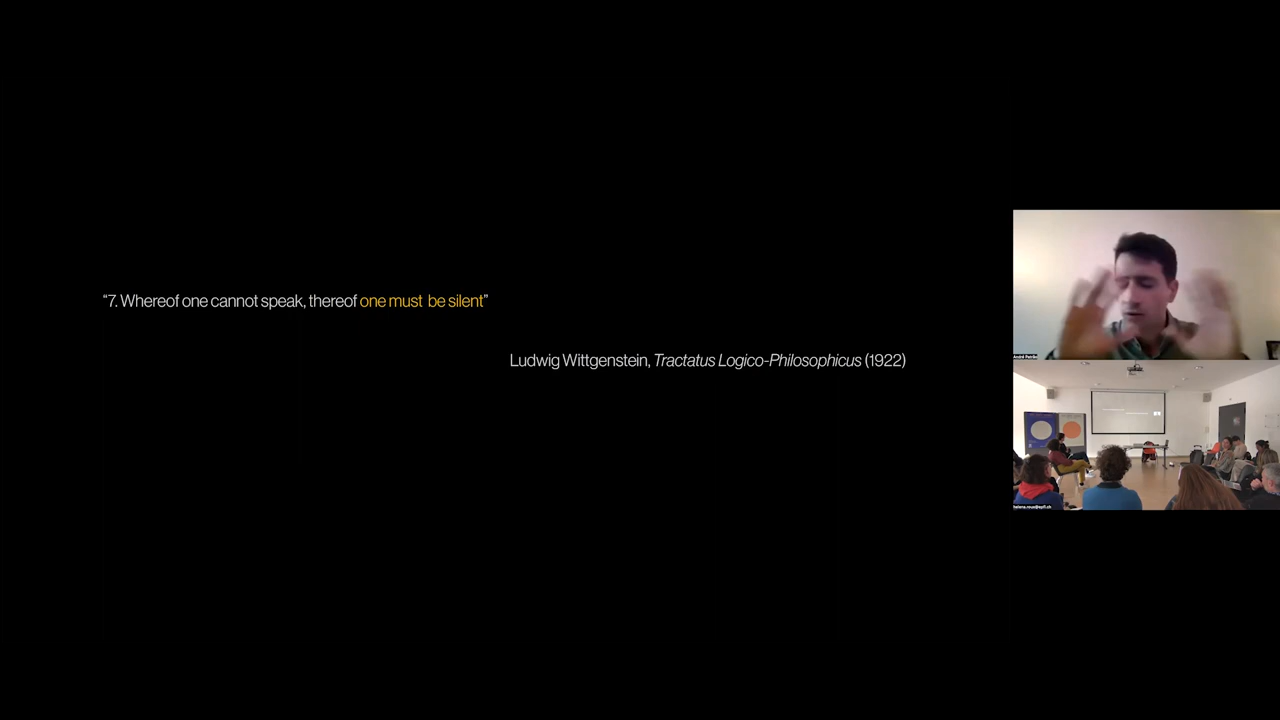 “7. Whereof one cannot speak, thereof one must be silent”
Ludwig Wittgenstein, Tractatus Logico-Philosophicus (1922)